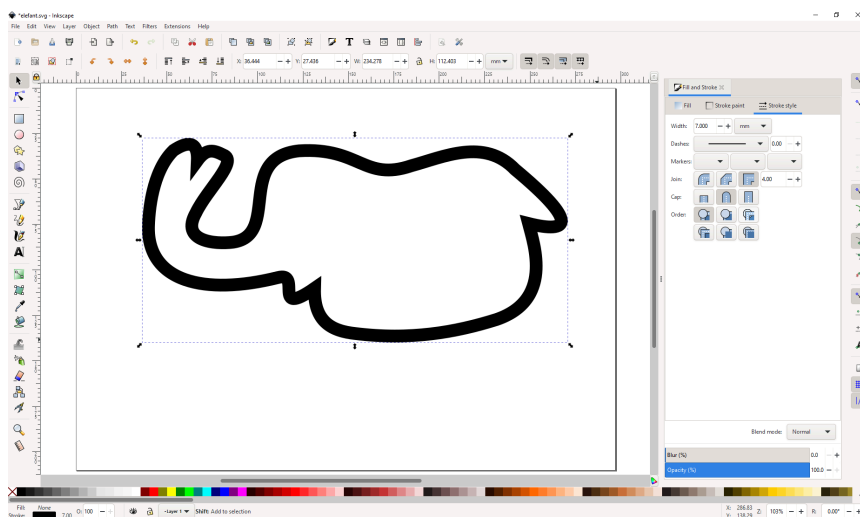 *elefant.svg - Inkscape
File Edit View Layer Object Path Text Filters Extensions Help
X: 36.444 − + Y: 27.436 − + W: 234.278 − + H: 112.403 − + mm
Fill and Stroke
Fill Stroke paint Stroke style
Width: 7.000 − + mm
Dashes: 0.00 − +
Markers:
Join: 4.00 − +
Cap:
Order:
Blend mode: Normal
Blur (%) 0.0 − +
Opacity (%) 100.0 − +
Fill: None
Stroke: 7.00 O: 100 − + Layer 1 Shift: Add to selection X: 286.83 Y: 138.29 Z: 103% − + R: 0.00° − +